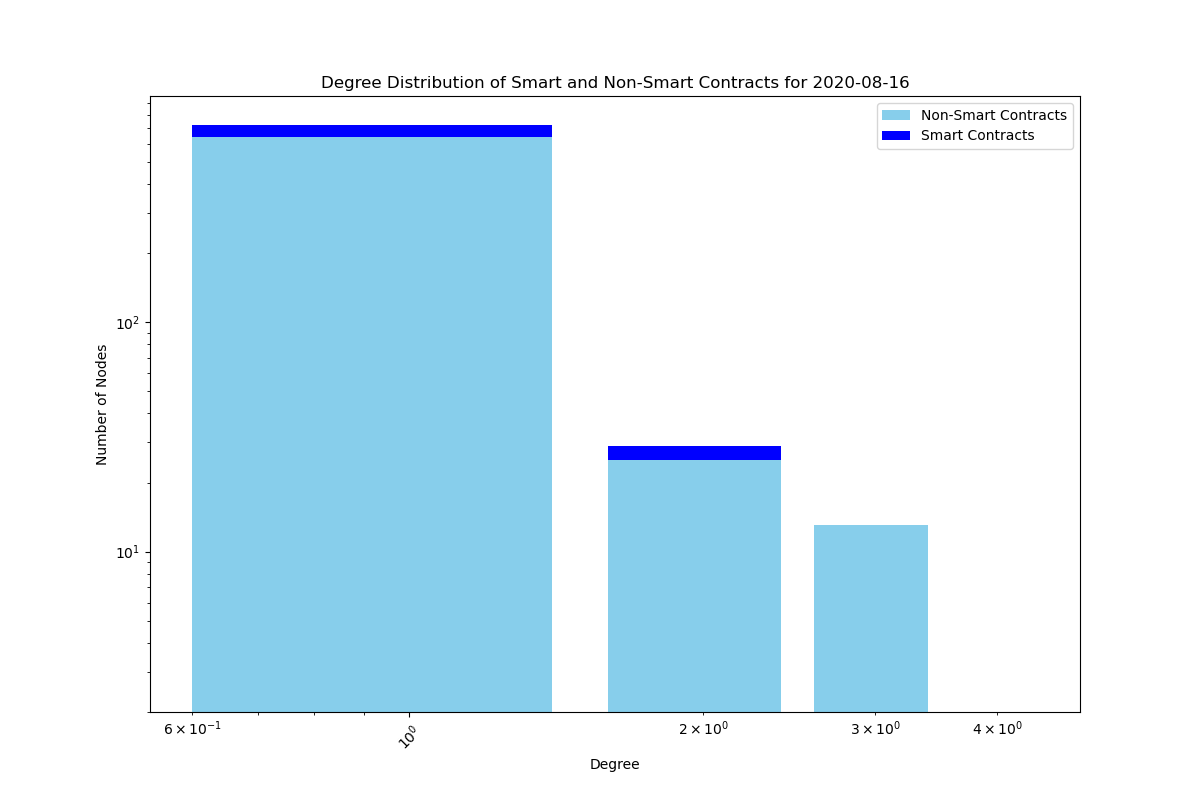 Degree Distribution of Smart and Non-Smart Contracts for 2020-08-16
Non-Smart Contracts
Smart Contracts
Number of Nodes
10²
10¹
6 × 10⁻¹
10⁰
2 × 10⁰
3 × 10⁰
4 × 10⁰
Degree